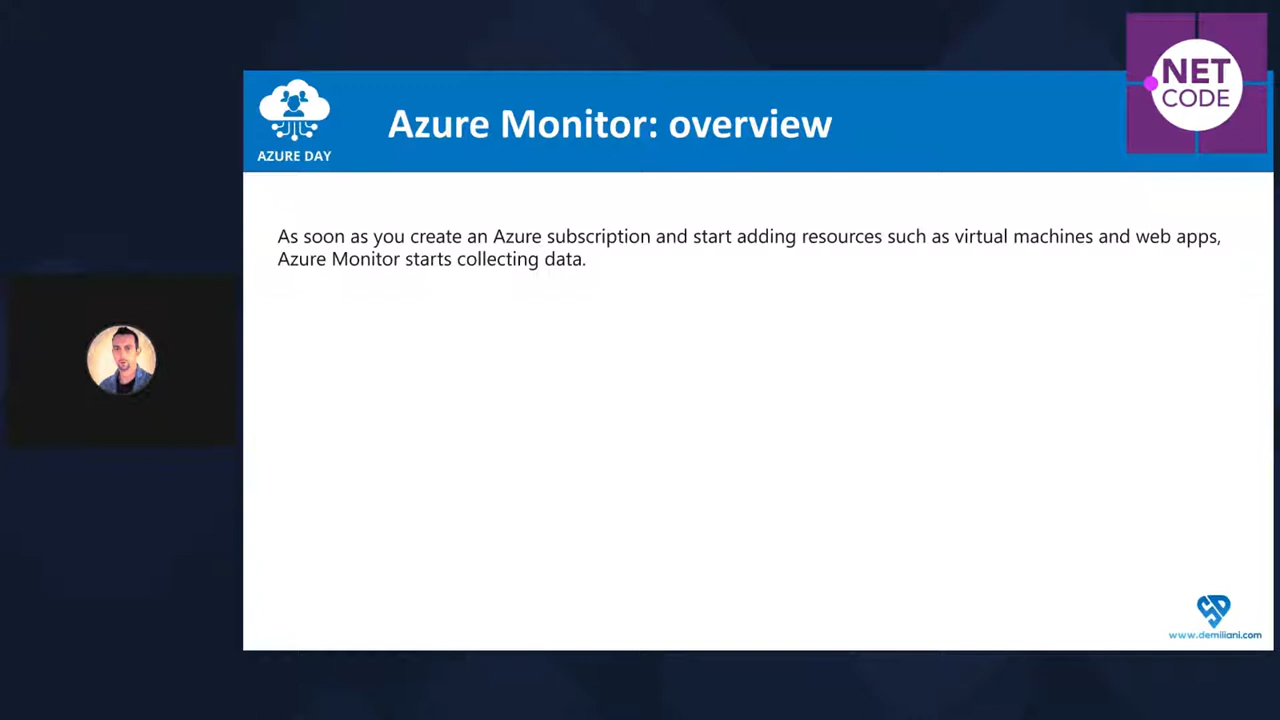 AZURE DAY
Azure Monitor: overview
NET
CODE
As soon as you create an Azure subscription and start adding resources such as virtual machines and web apps,
Azure Monitor starts collecting data.
www.demiliani.com